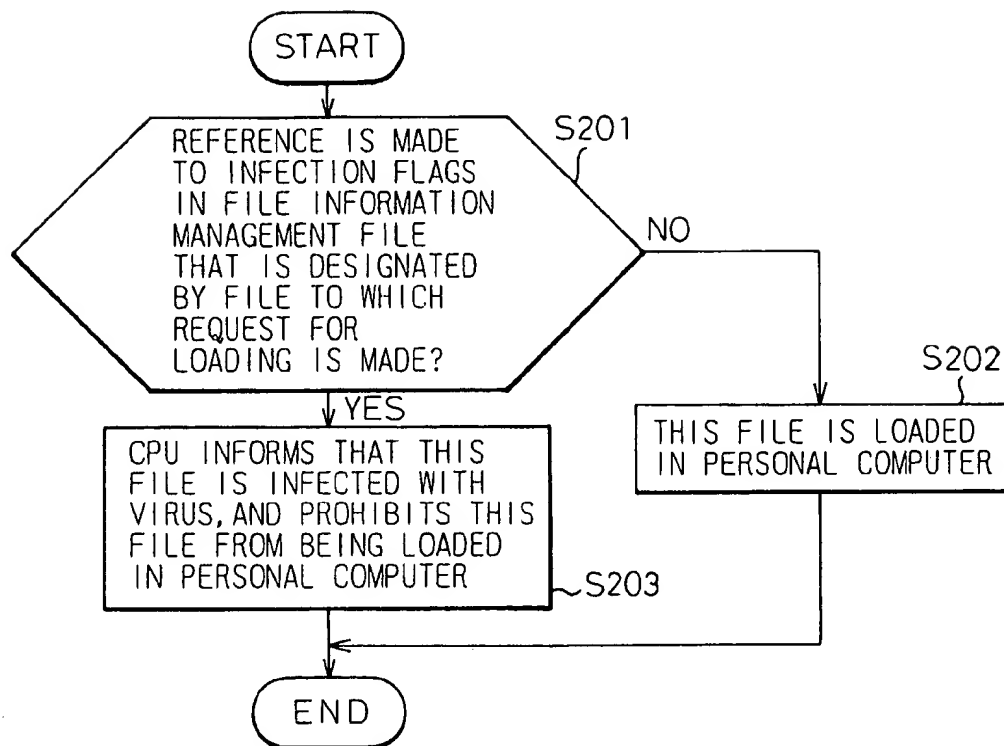 START
S201
REFERENCE IS MADE
TO INFECTION FLAGS
IN FILE INFORMATION
MANAGEMENT FILE
THAT IS DESIGNATED
BY FILE TO WHICH
REQUEST FOR
LOADING IS MADE?
NO
YES
S202
THIS FILE IS LOADED
IN PERSONAL COMPUTER
CPU INFORMS THAT THIS
FILE IS INFECTED WITH
VIRUS, AND PROHIBITS THIS
FILE FROM BEING LOADED
IN PERSONAL COMPUTER
S203
END